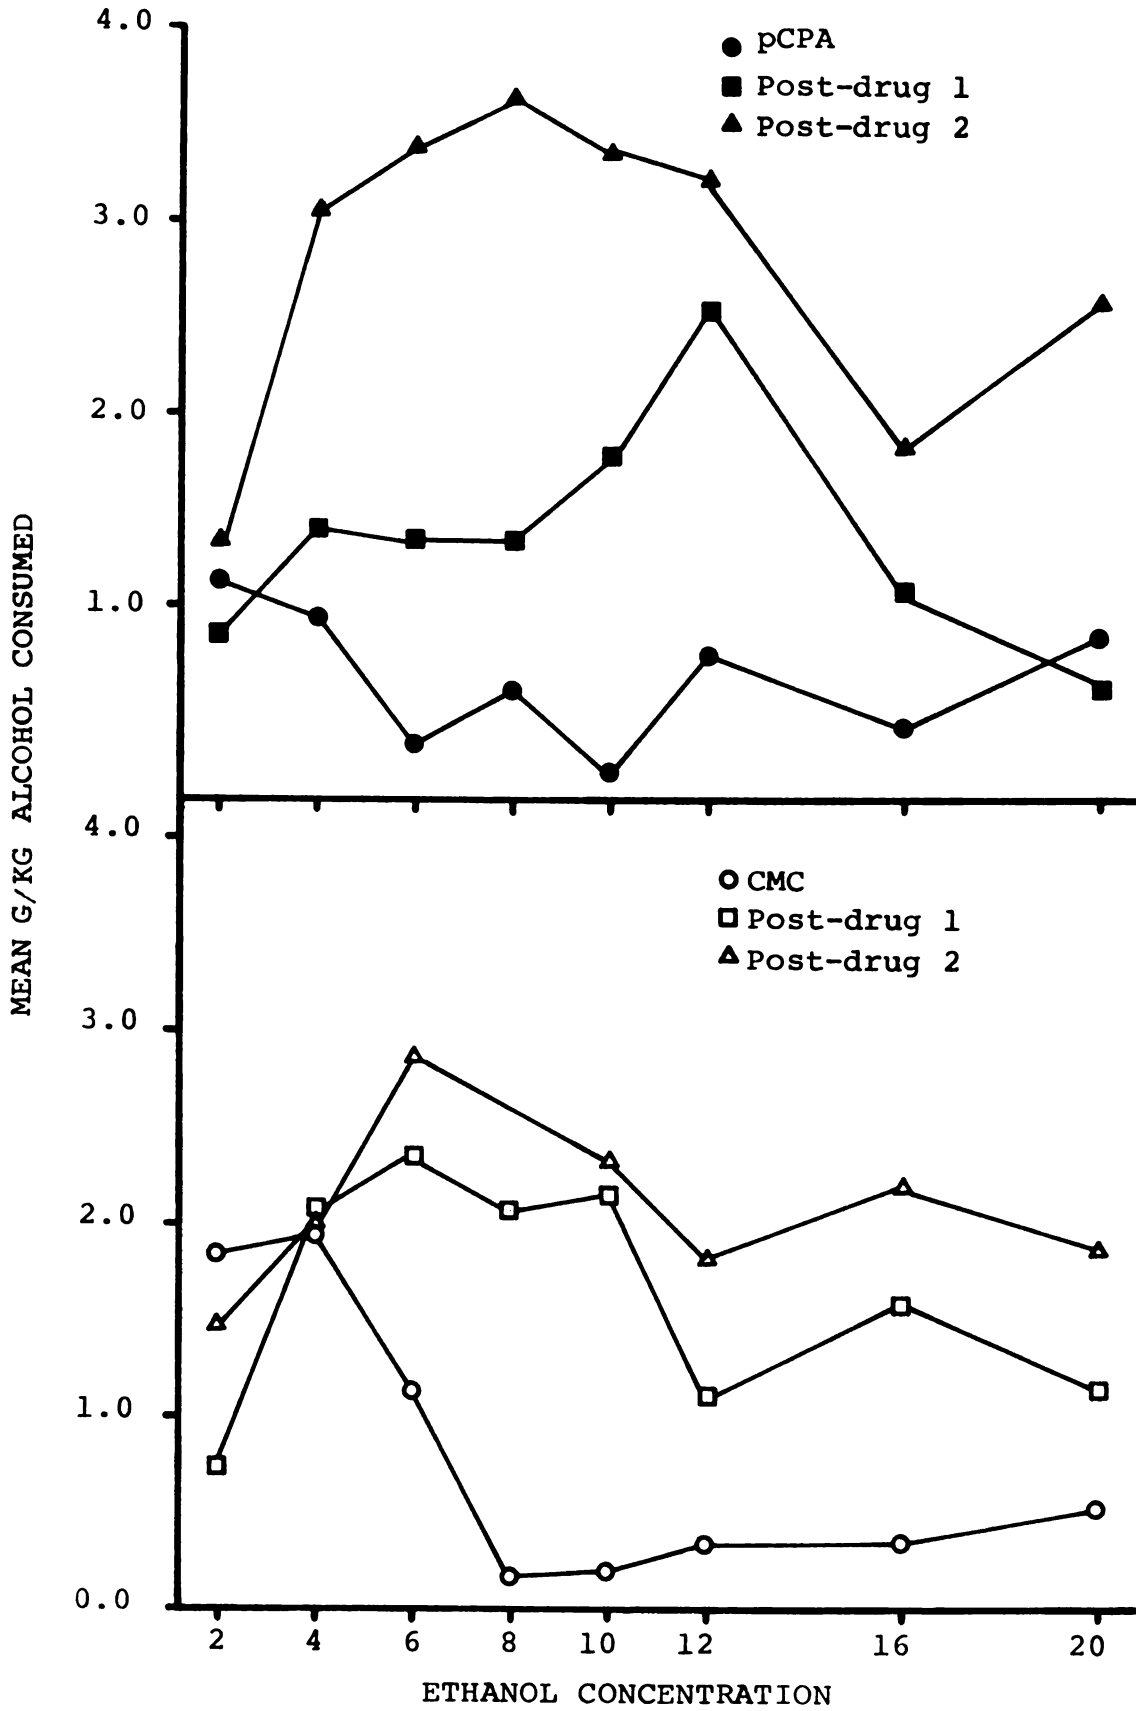 4.0
pCPA
Post-drug 1
Post-drug 2
3.0
2.0
1.0
MEAN G/KG ALCOHOL CONSUMED
4.0
CMC
Post-drug 1
Post-drug 2
3.0
2.0
1.0
0.0
2 4 6 8 10 12 16 20
ETHANOL CONCENTRATION